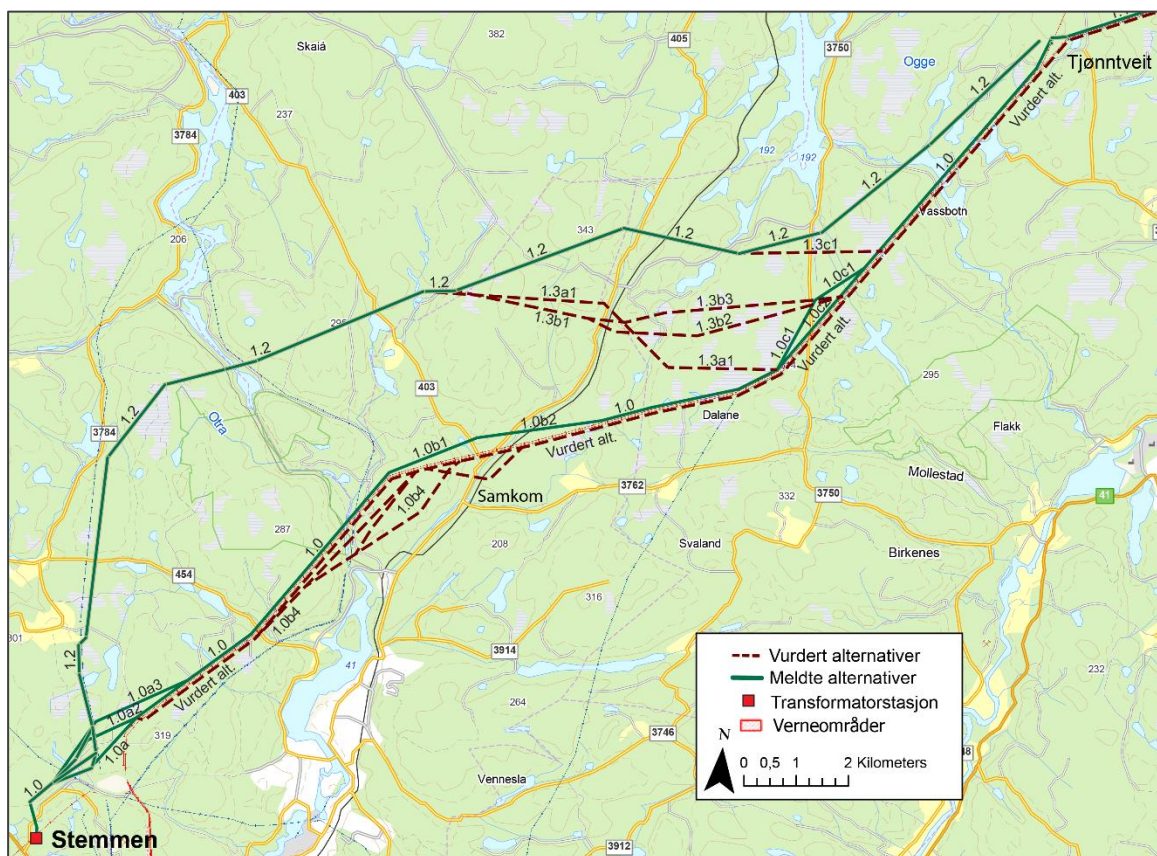 Skaiå
382
405
3750
Ogge
1.0
Tjønntveit
403
237
1.2
Vurdert alt.
3784
192
192
1.2
1.0
206
343
Vassbotn
1.2
1.2
1.3c1
1.2
1.3a1
1.0c1
1.3b3
1.3b1
1.3b2
1.0c2
295
1.2
1.0c1
Vurdert alt.
1.3a1
295
1.2
403
Dalane
Flakk
3784
Otra
1.0b1
1.0b2
1.0
Vurdert alt.
Mollestad
1.0b4
Samkom
3762
332
3750
41
287
1.0
208
Svaland
Birkenes
454
316
301
1.0b4
1.0
3914
41
232
1.2
Vurdert alt.
1.0a3
1.0a2
1.0a
319
264
3746
Vennesla
1.0
Stemmen
3912
Vurdert alternativer
Meldte alternativer
Transformatorstasjon
Verneområder
N
0 0,5 1 2 Kilometers